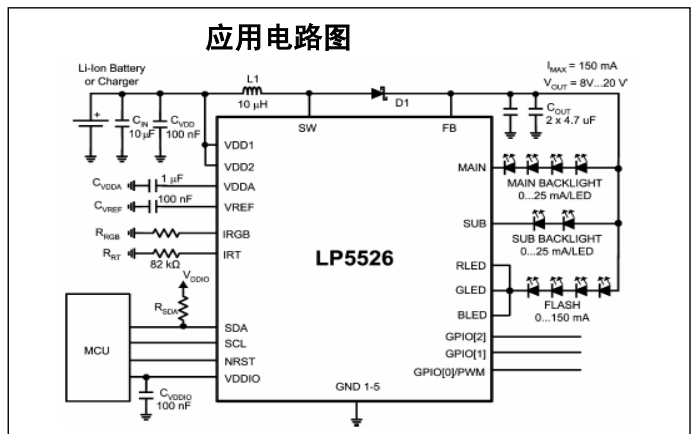 应用电路图
Li-Ion Battery
or Charger
L1
10 μH
D1
IMAX = 150 mA
VOUT = 8V...20 V'
+
CIN
10 μF
CVDD
100 nF
COUT
2 x 4.7 uF
SW
FB
VDD1
VDD2
CVDDA
1 μF
VDDA
CVREF
100 nF
VREF
RRGB
IRGB
RRT
82 kΩ
IRT
LP5526
MAIN
MAIN BACKLIGHT
0...25 mA/LED
SUB
SUB BACKLIGHT
0...25 mA/LED
RLED
GLED
BLED
FLASH
0...150 mA
VDDIO
RSDA
MCU
SDA
SCL
NRST
VDDIO
CVDDIO
100 nF
GPIO[2]
GPIO[1]
GPIO[0]/PWM
GND 1-5